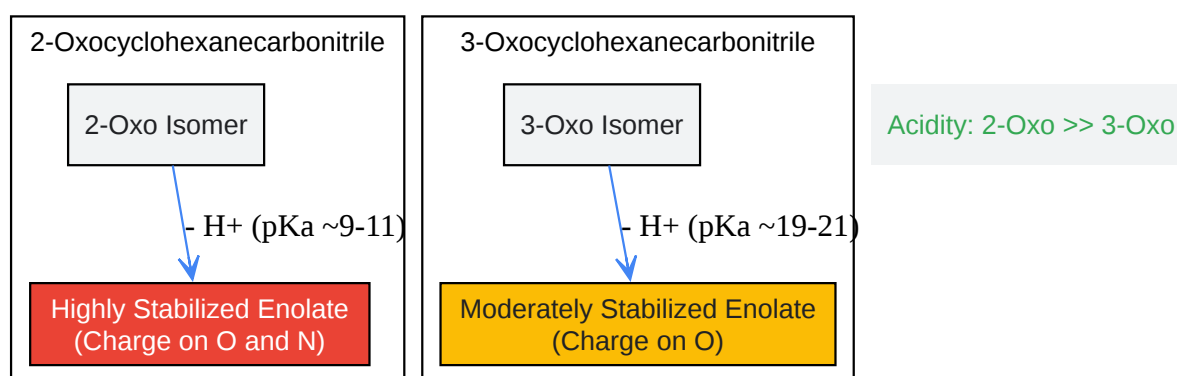 2-Oxocyclohexanecarbonitrile
2-Oxo Isomer
- H+ (pKa ~9-11)
Highly Stabilized Enolate
(Charge on O and N)
3-Oxocyclohexanecarbonitrile
3-Oxo Isomer
- H+ (pKa ~19-21)
Moderately Stabilized Enolate
(Charge on O)
Acidity: 2-Oxo >> 3-Oxo